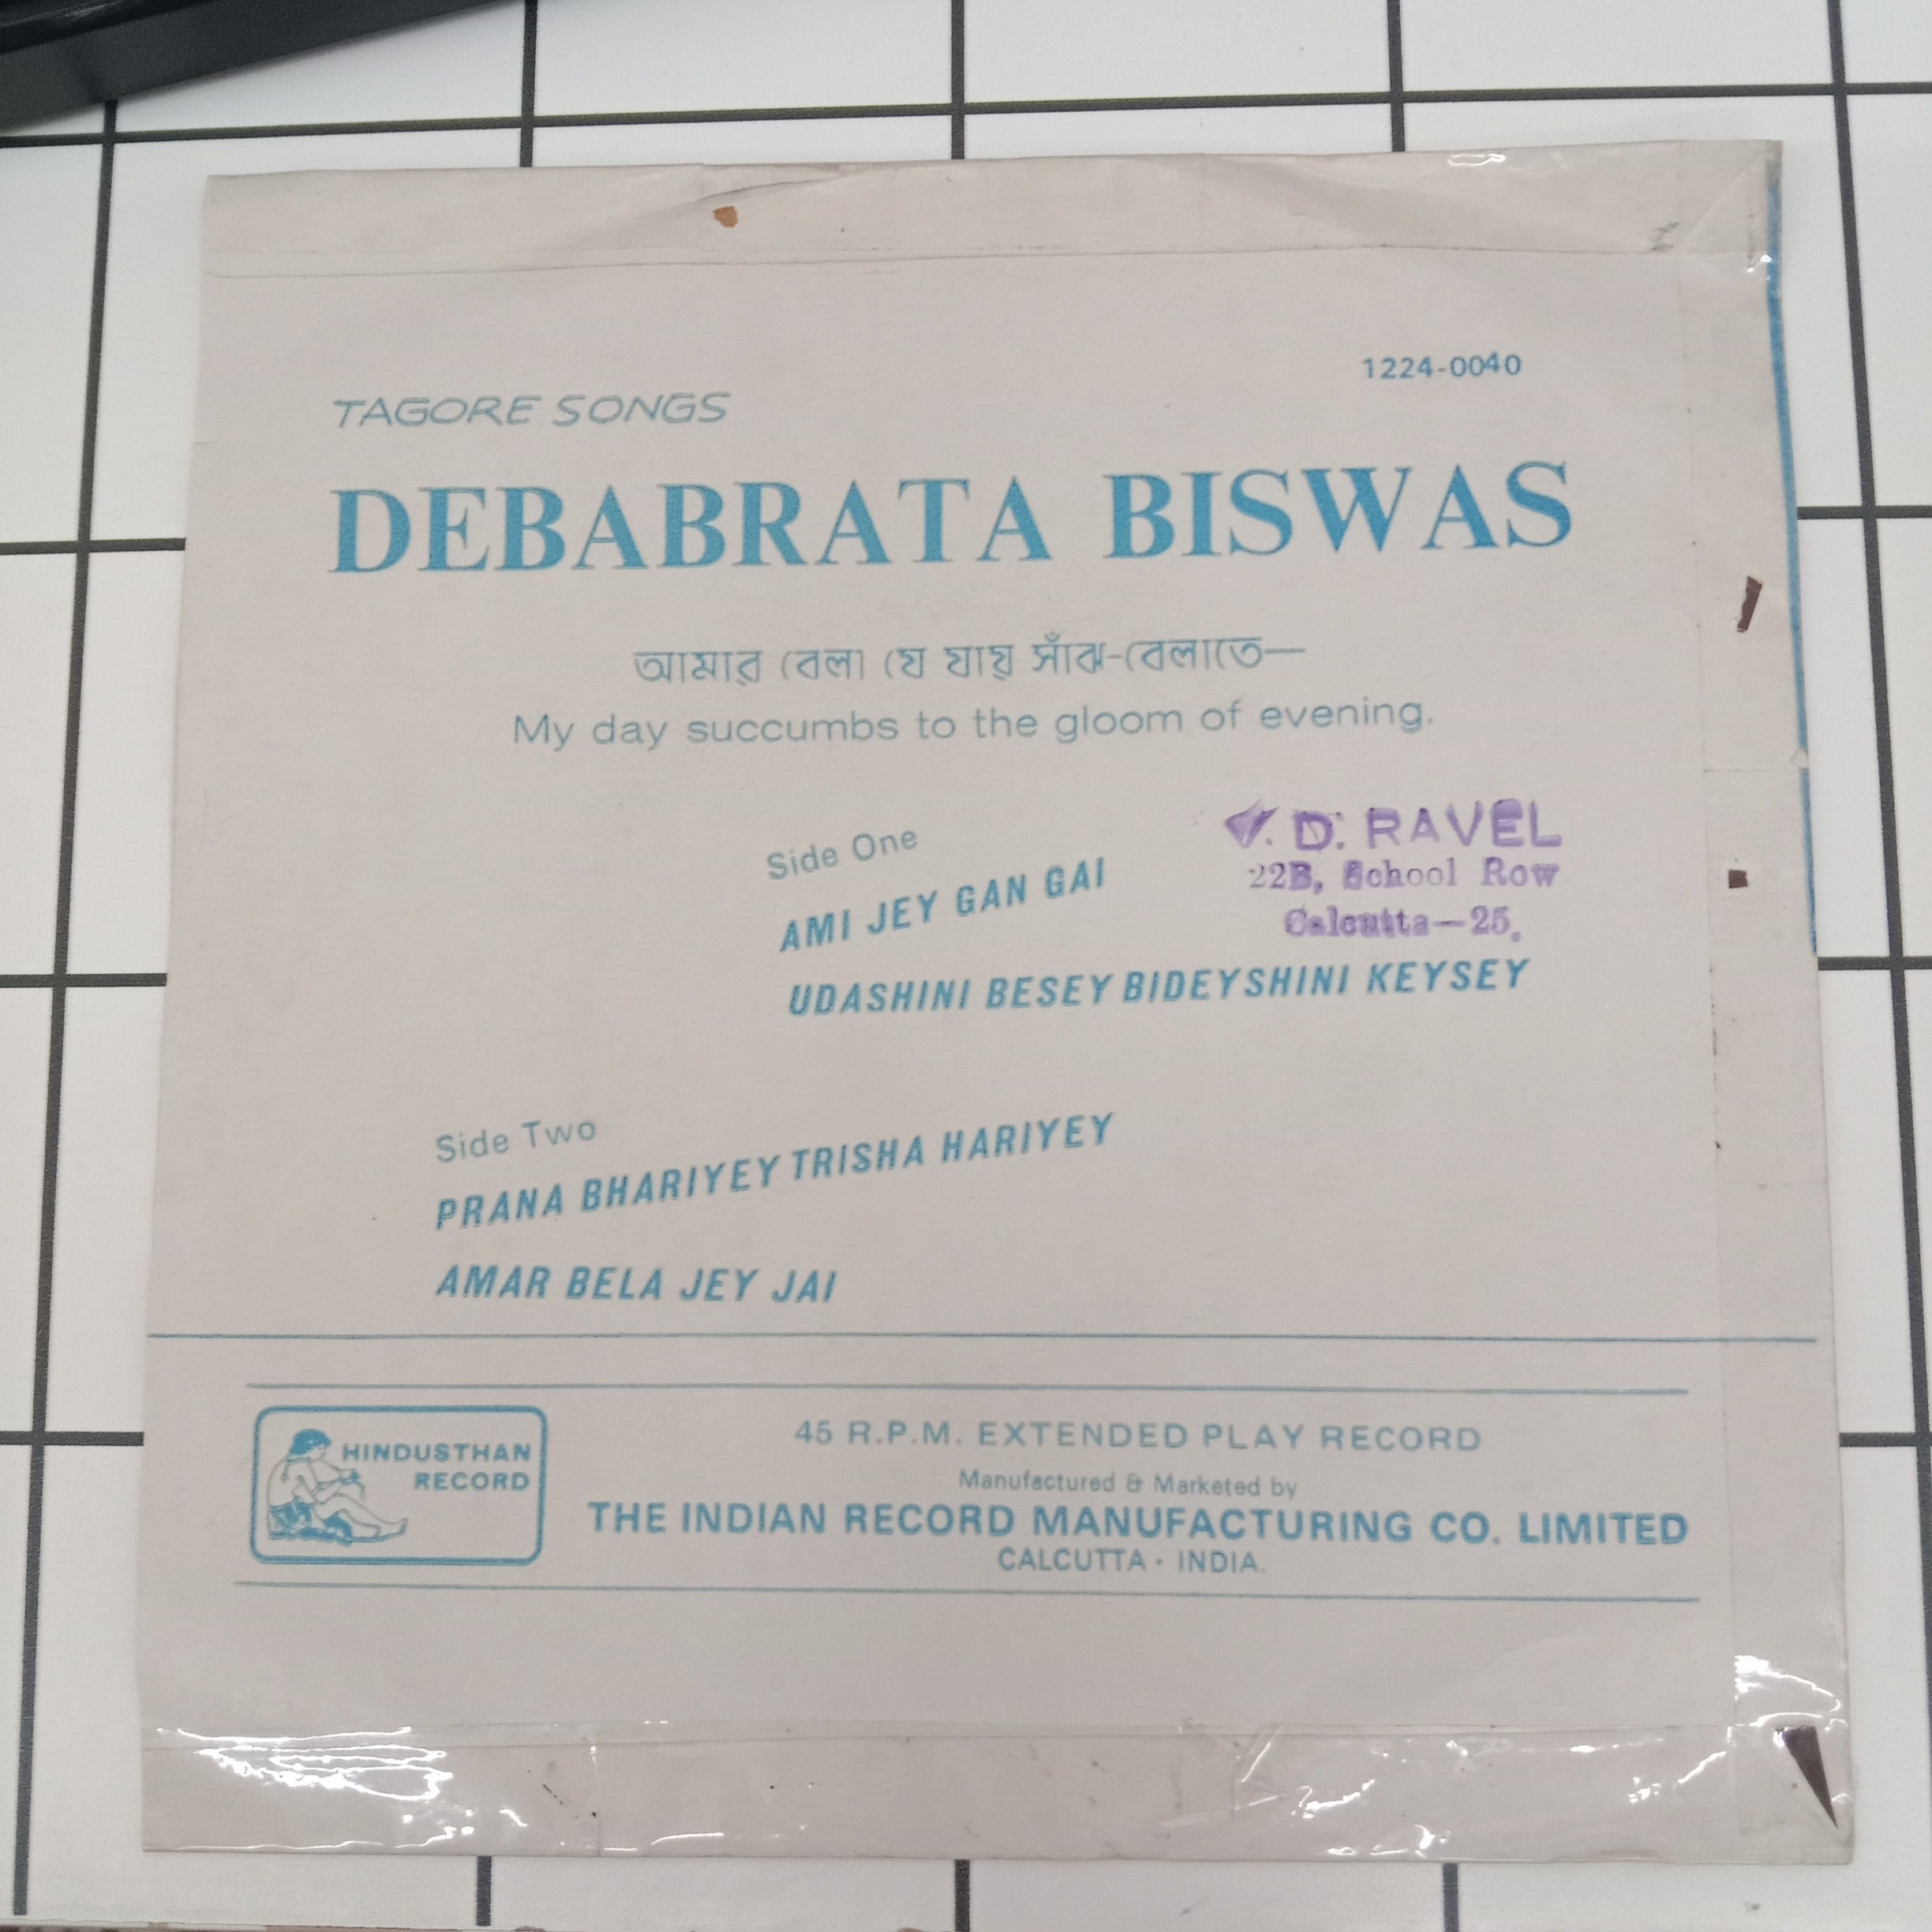 1224-0040
TAGORE SONGS
DEBABRATA BISWAS
আমার বেলা যে যায় সাঁঝ-বেলাতে—
My day succumbs to the gloom of evening.
Side One
AMI JEY GAN GAI
UDASHINI BESEY BIDEYSHINI KEYSEY
V. D. RAVEL
22B, School Row
Calcutta—25.
Side Two
PRANA BHARIYEY TRISHA HARIYEY
AMAR BELA JEY JAI
HINDUSTHAN
RECORD
45 R.P.M. EXTENDED PLAY RECORD
Manufactured & Marketed by
THE INDIAN RECORD MANUFACTURING CO. LIMITED
CALCUTTA · INDIA.